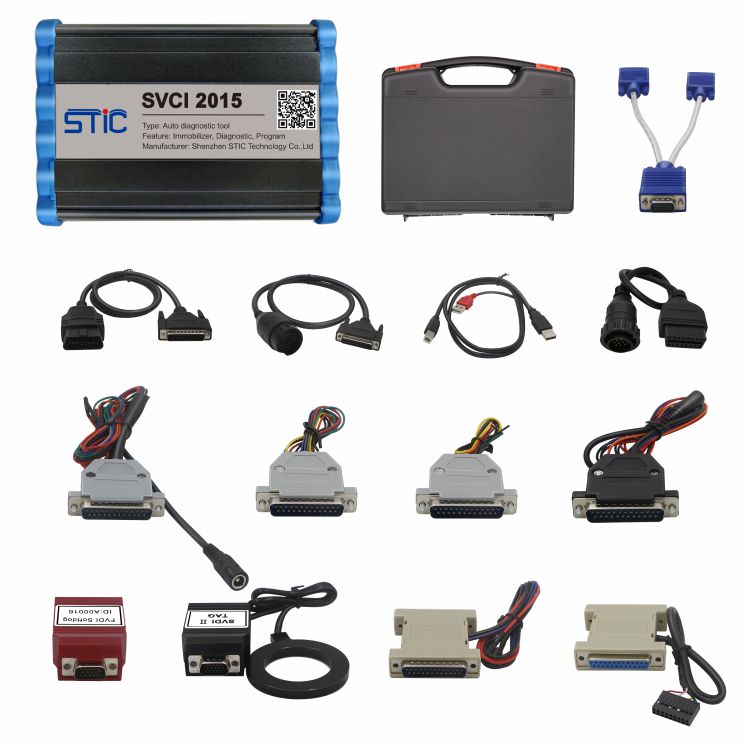 STIC
SVCI 2015
Type: Auto diagnostic tool
Feature: Immobilizer, Diagnostic, Program
Manufacturer: Shenzhen STIC Technology Co.,Ltd
FVDI Softdog
ID:A00016
SVDI II
TAG